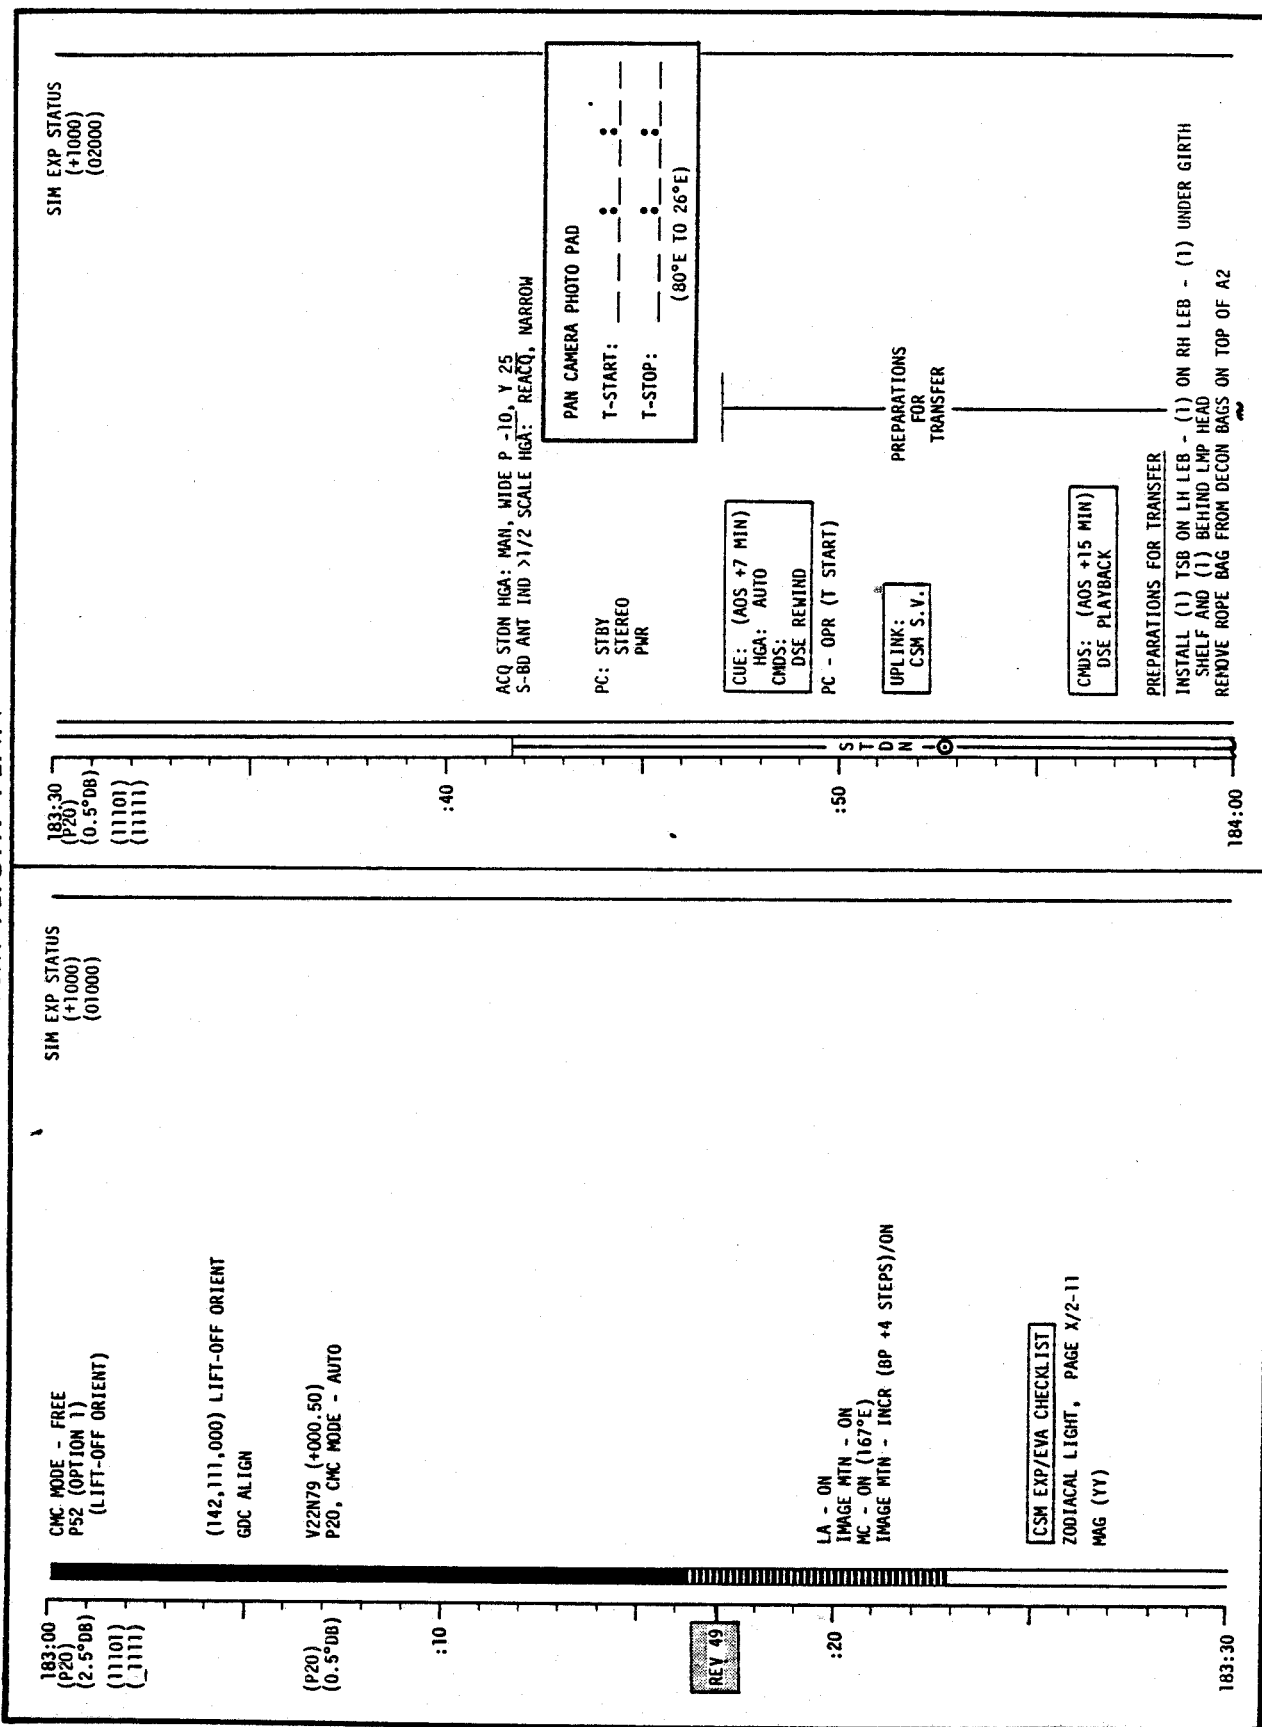 183:00
(P20)
(2.5°DB)
(11101)
(_1111)
(P20)
(0.5°DB)
:10
REV 49
:20
183:30
CMC MODE - FREE
P52 (OPTION 1)
(LIFT-OFF ORIENT)
(142,111,000) LIFT-OFF ORIENT
GDC ALIGN
V22N79 (+000.50)
P20, CMC MODE - AUTO
LA - ON
IMAGE MTN - ON
MC - ON (167°E)
IMAGE MTN - INCR (BP +4 STEPS)/ON
CSM EXP/EVA CHECKLIST
ZODIACAL LIGHT, PAGE X/2-11
MAG (YY)
SIM EXP STATUS
(+1000)
(01000)
183:30
(P20)
(0.5°DB)
(11101)
(11111)
:40
:50
184:00
STDN
SIM EXP STATUS
(+1000)
(02000)
ACQ STDN HGA: MAN, WIDE P -10, Y 25
S-BD ANT IND >1/2 SCALE HGA: REACQ, NARROW
PC: STBY
STEREO
PWR
PAN CAMERA PHOTO PAD
T-START: _ _ _ : _ _ : _ _ _
T-STOP: _ _ _ : _ _ : _ _ _
(80°E TO 26°E)
CUE: (AOS +7 MIN)
HGA: AUTO
CMDS:
DSE REWIND
PC - OPR (T START)
UPLINK:
CSM S.V.
PREPARATIONS
FOR
TRANSFER
CMDS: (AOS +15 MIN)
DSE PLAYBACK
PREPARATIONS FOR TRANSFER
INSTALL (1) TSB ON LH LEB - (1) ON RH LEB - (1) UNDER GIRTH
SHELF AND (1) BEHIND LMP HEAD
REMOVE ROPE BAG FROM DECON BAGS ON TOP OF A2